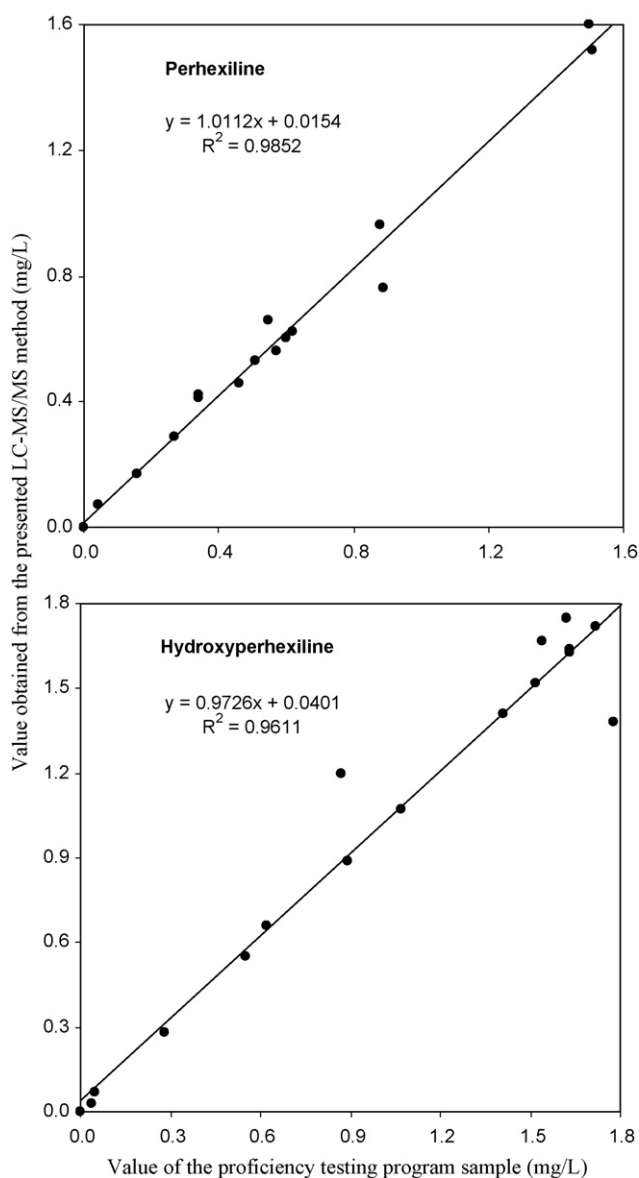 1.6
Perhexiline
y = 1.0112x + 0.0154
R² = 0.9852
1.2
0.8
0.4
0.0
0.0 0.4 0.8 1.2 1.6
Value obtained from the presented LC-MS/MS method (mg/L)
1.8
Hydroxyperhexiline
y = 0.9726x + 0.0401
R² = 0.9611
1.5
1.2
0.9
0.6
0.3
0.0
0.0 0.3 0.6 0.9 1.2 1.5 1.8
Value of the proficiency testing program sample (mg/L)